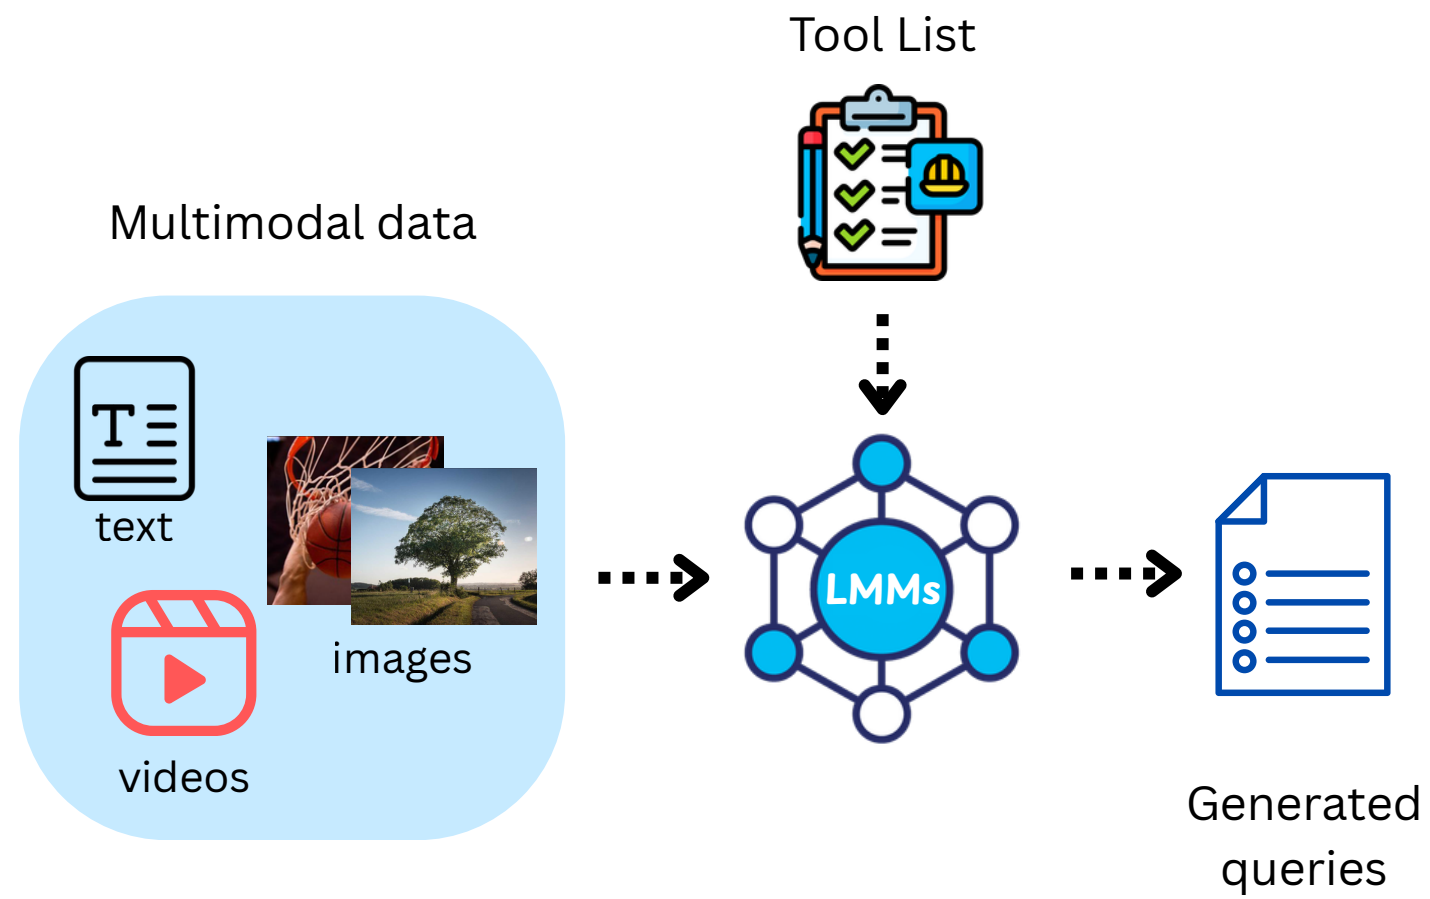 Tool List
Multimodal data
T
text
images
videos
LMMs
Generated
queries